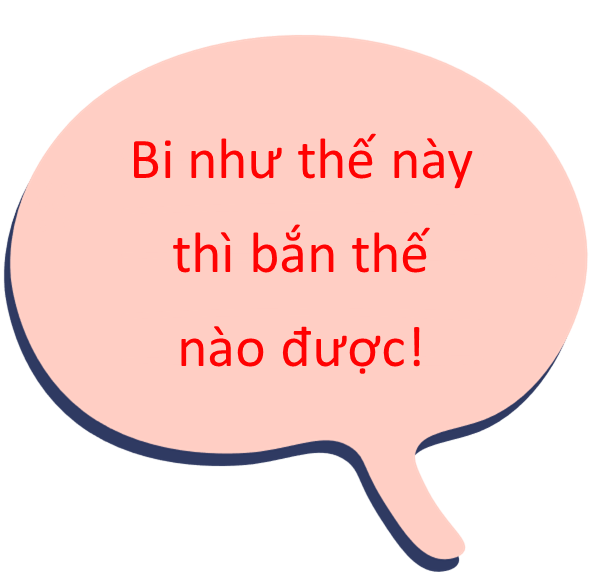 Bi như thế này
thì bắn thế
nào được!